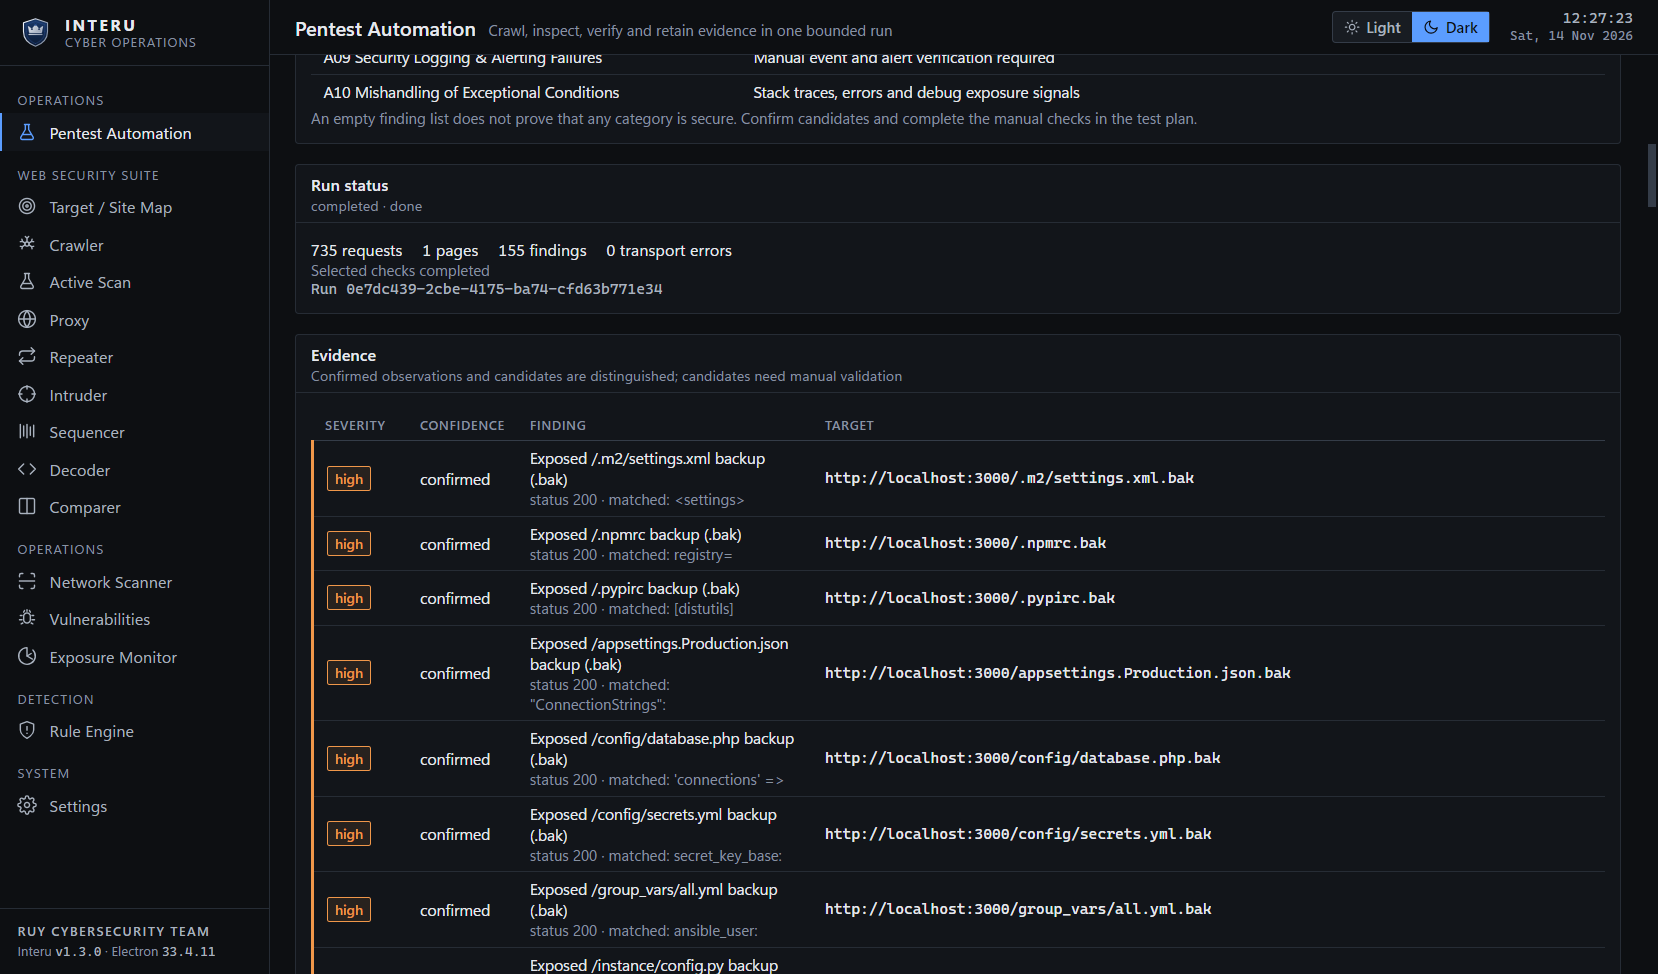 INTERU
CYBER OPERATIONS
OPERATIONS
Pentest Automation
WEB SECURITY SUITE
Target / Site Map
Crawler
Active Scan
Proxy
Repeater
Intruder
Sequencer
Decoder
Comparer
OPERATIONS
Network Scanner
Vulnerabilities
Exposure Monitor
DETECTION
Rule Engine
SYSTEM
Settings
RUY CYBERSECURITY TEAM
Interu v1.3.0 · Electron 33.4.11
Pentest Automation Crawl, inspect, verify and retain evidence in one bounded run
Light Dark
12:27:23
Sat, 14 Nov 2026
A09 Security Logging & Alerting Failures Manual event and alert verification required
A10 Mishandling of Exceptional Conditions Stack traces, errors and debug exposure signals
An empty finding list does not prove that any category is secure. Confirm candidates and complete the manual checks in the test plan.
Run status
completed · done
735 requests 1 pages 155 findings 0 transport errors
Selected checks completed
Run 0e7dc439-2cbe-4175-ba74-cfd63b771e34
Evidence
Confirmed observations and candidates are distinguished; candidates need manual validation
SEVERITY CONFIDENCE FINDING TARGET
high confirmed Exposed /.m2/settings.xml backup
(.bak)
status 200 · matched: <settings>
http://localhost:3000/.m2/settings.xml.bak
high confirmed Exposed /.npmrc backup (.bak)
status 200 · matched: registry=
http://localhost:3000/.npmrc.bak
high confirmed Exposed /.pypirc backup (.bak)
status 200 · matched: [distutils]
http://localhost:3000/.pypirc.bak
high confirmed Exposed /appsettings.Production.json
backup (.bak)
status 200 · matched:
"ConnectionStrings":
http://localhost:3000/appsettings.Production.json.bak
high confirmed Exposed /config/database.php backup
(.bak)
status 200 · matched: 'connections' =>
http://localhost:3000/config/database.php.bak
high confirmed Exposed /config/secrets.yml backup
(.bak)
status 200 · matched: secret_key_base:
http://localhost:3000/config/secrets.yml.bak
high confirmed Exposed /group_vars/all.yml backup
(.bak)
status 200 · matched: ansible_user:
http://localhost:3000/group_vars/all.yml.bak
Exposed /instance/config.py backup